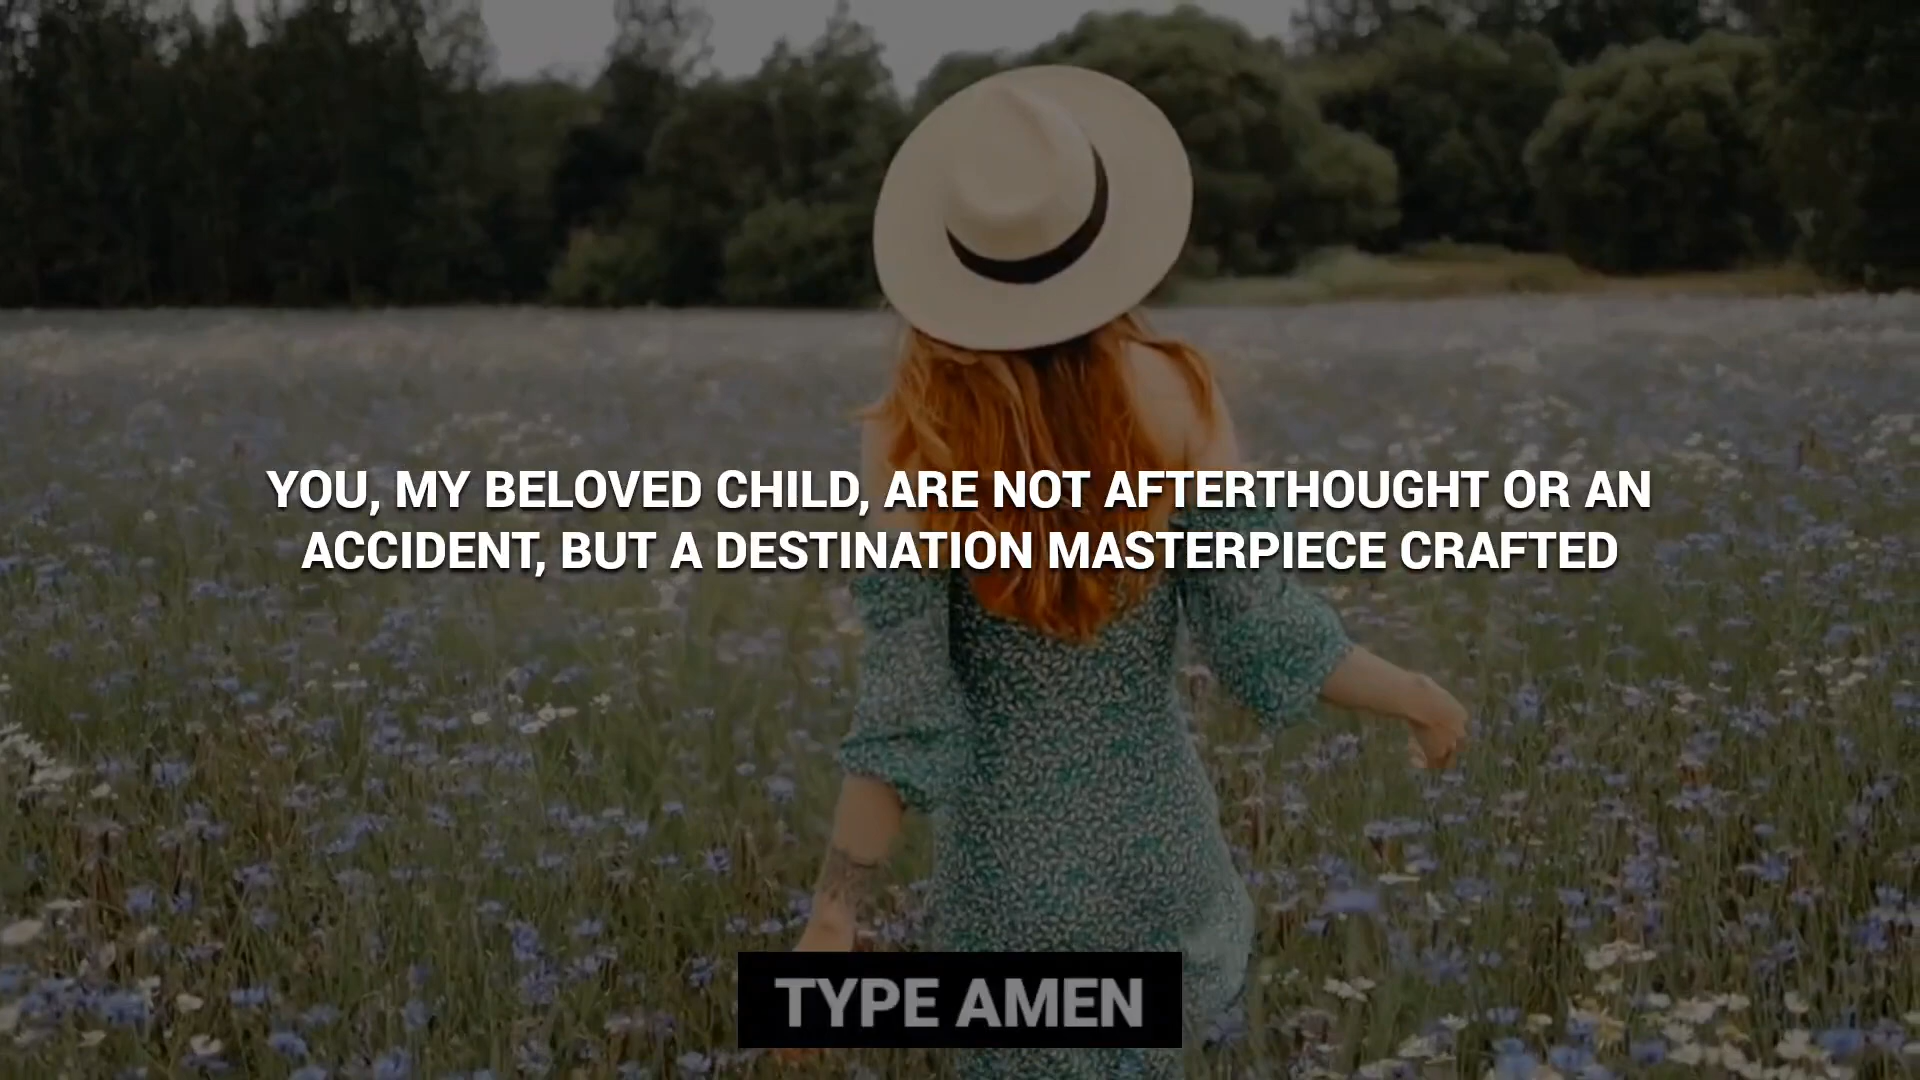 YOU, MY BELOVED CHILD, ARE NOT AFTERTHOUGHT OR AN
ACCIDENT, BUT A DESTINATION MASTERPIECE CRAFTED
TYPE AMEN